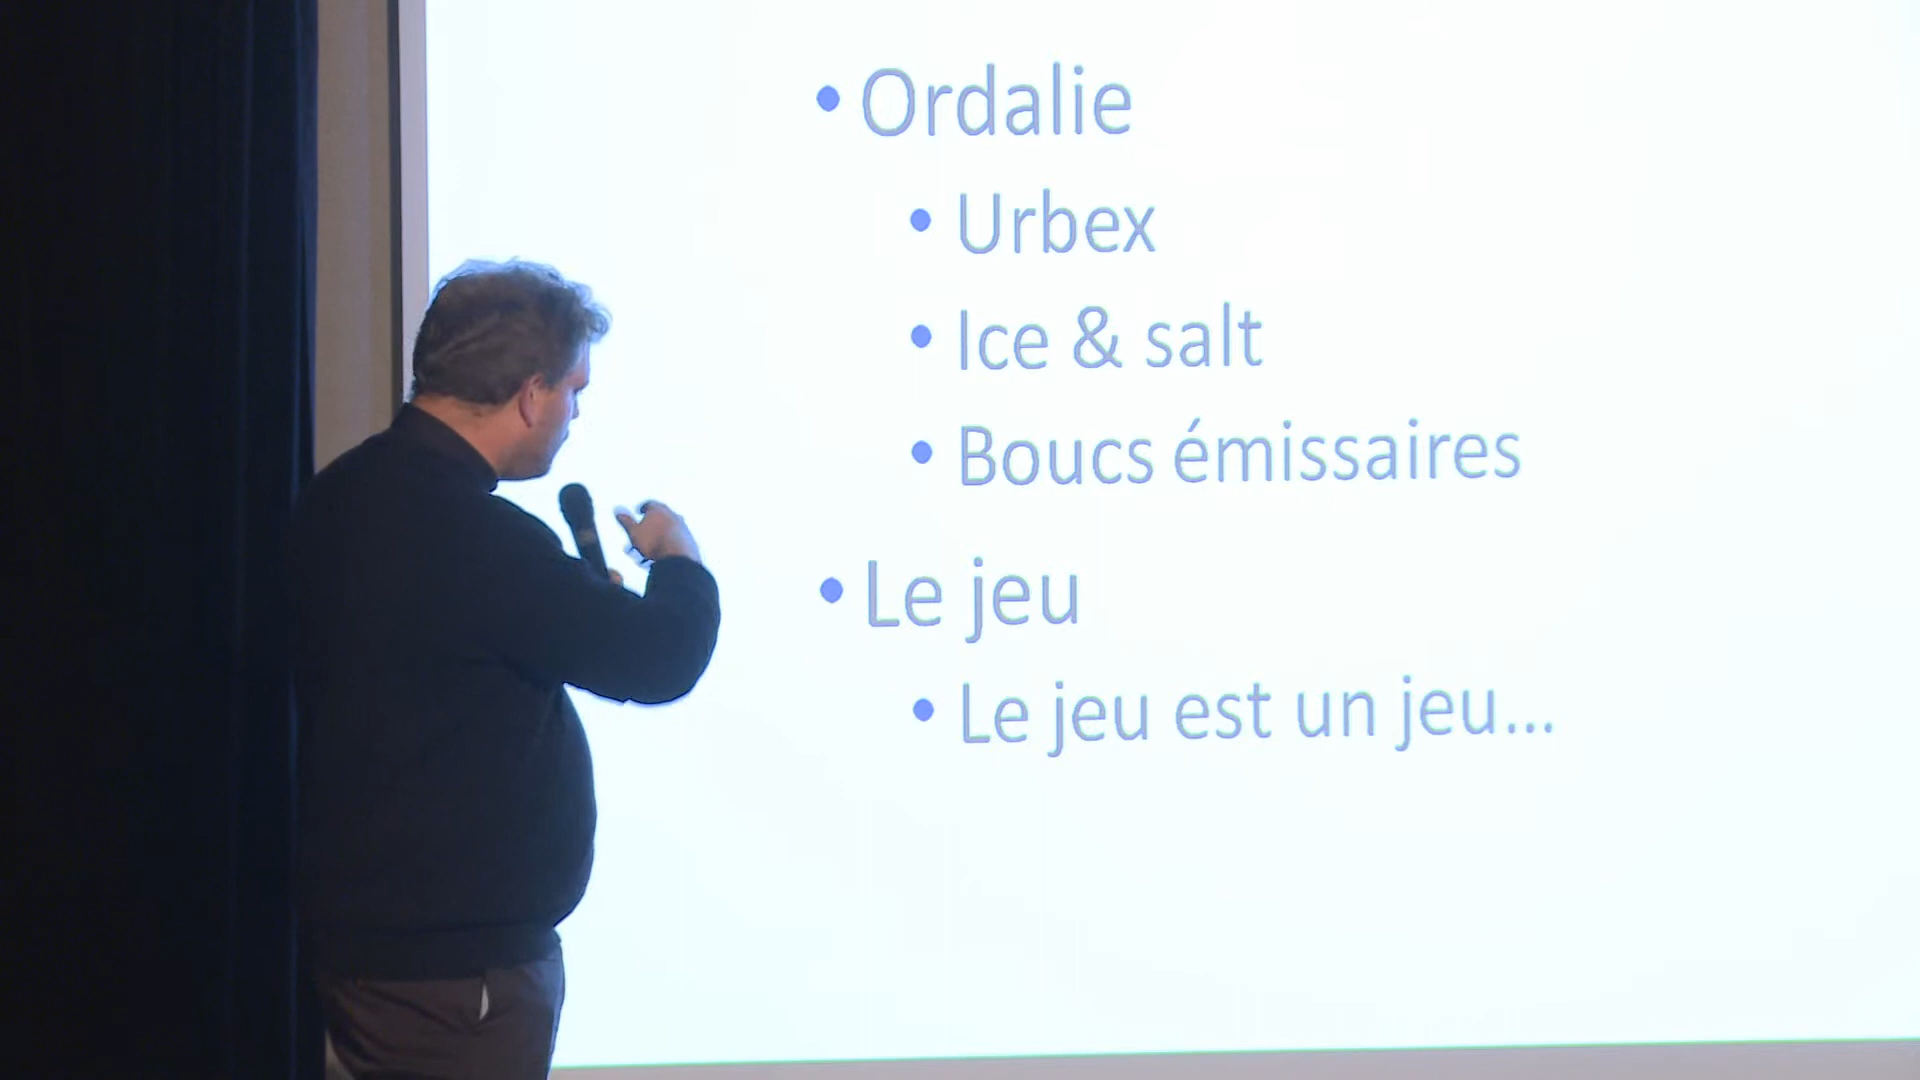 • Ordalie
• Urbex
• Ice & salt
• Boucs émissaires
• Le jeu
• Le jeu est un jeu...